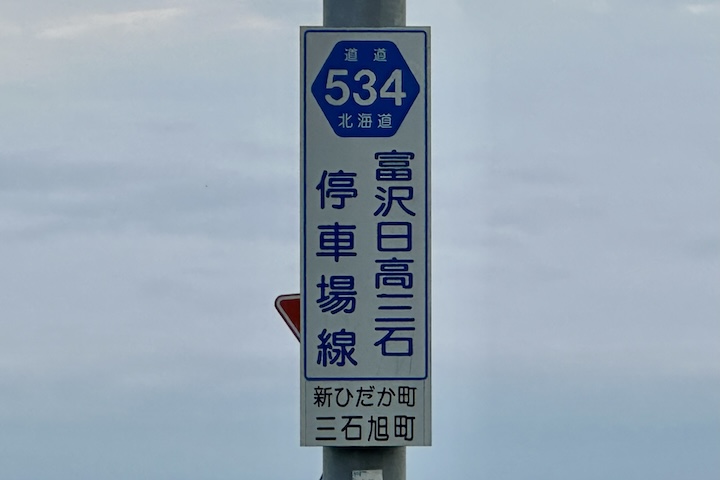 道道
534
北海道
富沢日高三石
停車場線
新ひだか町
三石旭町